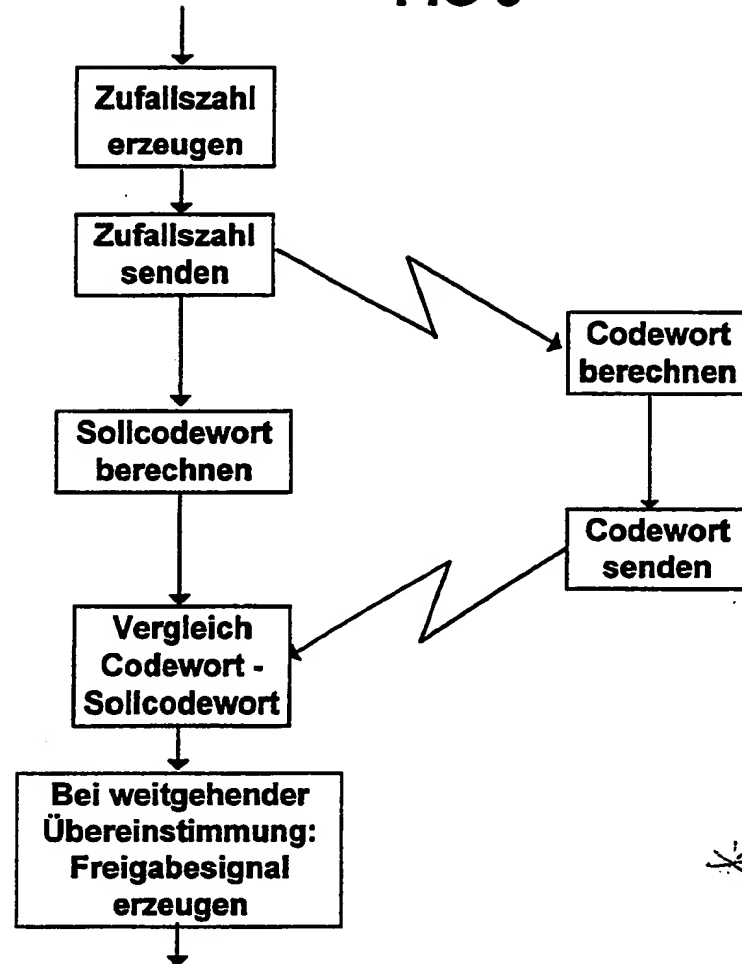 Zufallszahl
erzeugen
Zufallszahl
senden
Codewort
berechnen
Sollcodewort
berechnen
Codewort
senden
Vergleich
Codewort -
Sollcodewort
Bei weitgehender
Übereinstimmung:
Freigabesignal
erzeugen